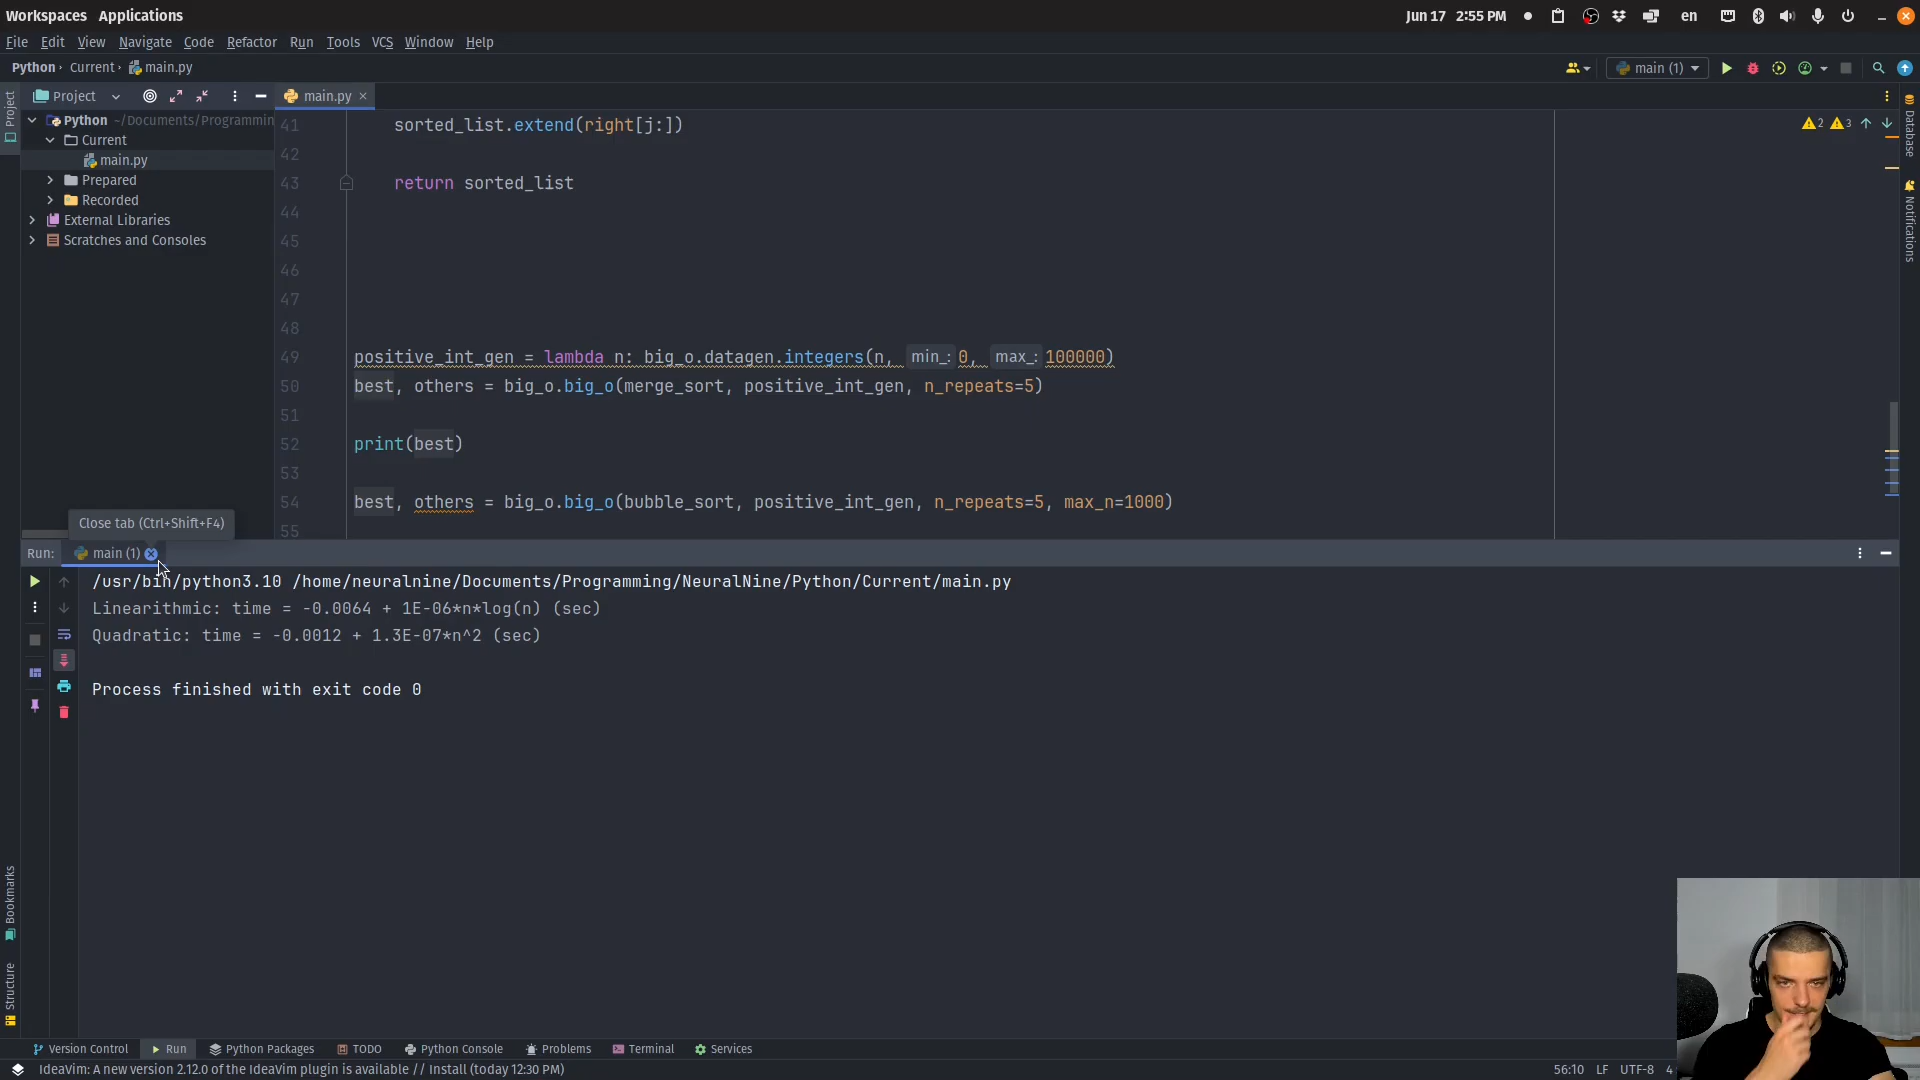 Workspaces Applications
Jun 17 2:55 PM
en
File Edit View Navigate Code Refactor Run Tools VCS Window Help
Python Current main.py
main (1)
Project
main.py
Project
Python ~/Documents/Programmin
Current
main.py
Prepared
Recorded
External Libraries
Scratches and Consoles
41 sorted_list.extend(right[j:])
42
43 return sorted_list
44
45
46
47
48
49 positive_int_gen = lambda n: big_o.datagen.integers(n, min_: 0, max_: 100000)
50 best, others = big_o.big_o(merge_sort, positive_int_gen, n_repeats=5)
51
52 print(best)
53
54 best, others = big_o.big_o(bubble_sort, positive_int_gen, n_repeats=5, max_n=1000)
55
2 3
Database
Notifications
Close tab (Ctrl+Shift+F4)
Run: main (1)
/usr/bin/python3.10 /home/neuralnine/Documents/Programming/NeuralNine/Python/Current/main.py
Linearithmic: time = -0.0064 + 1E-06*n*log(n) (sec)
Quadratic: time = -0.0012 + 1.3E-07*n^2 (sec)
Process finished with exit code 0
Bookmarks
Structure
Version Control Run Python Packages TODO Python Console Problems Terminal Services
IdeaVim: A new version 2.12.0 of the IdeaVim plugin is available // Install (today 12:30 PM)
56:10 LF UTF-8 4